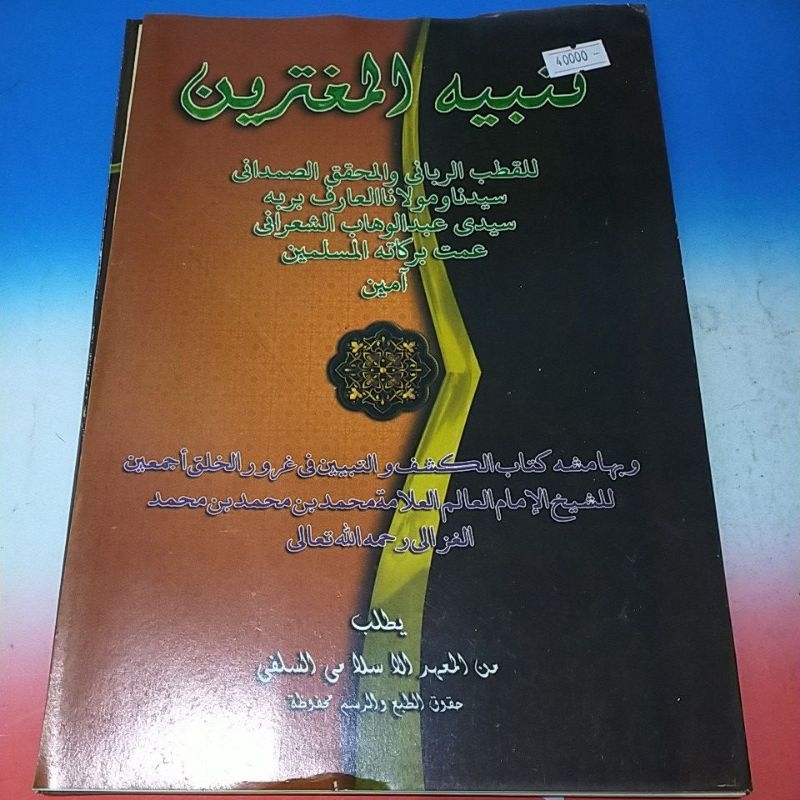 40000 -
تنبيه المغترين
للقطب الربانى والمحقق الصمدانى
سيدنا ومولانا العارف بربه
سيدى عبدالوهاب الشعرانى
عمت بركاته المسلمين
آمين
وبهامشه كتاب الكشف والتبيين فى غرور الخلق أجمعين
للشيخ الإمام العالم العلامة محمد بن محمد بن محمد
الغزالى رحمه الله تعالى
يطلب
من المعهد الاسلامى السلفى
حقوق الطبع والرسم محفوظة